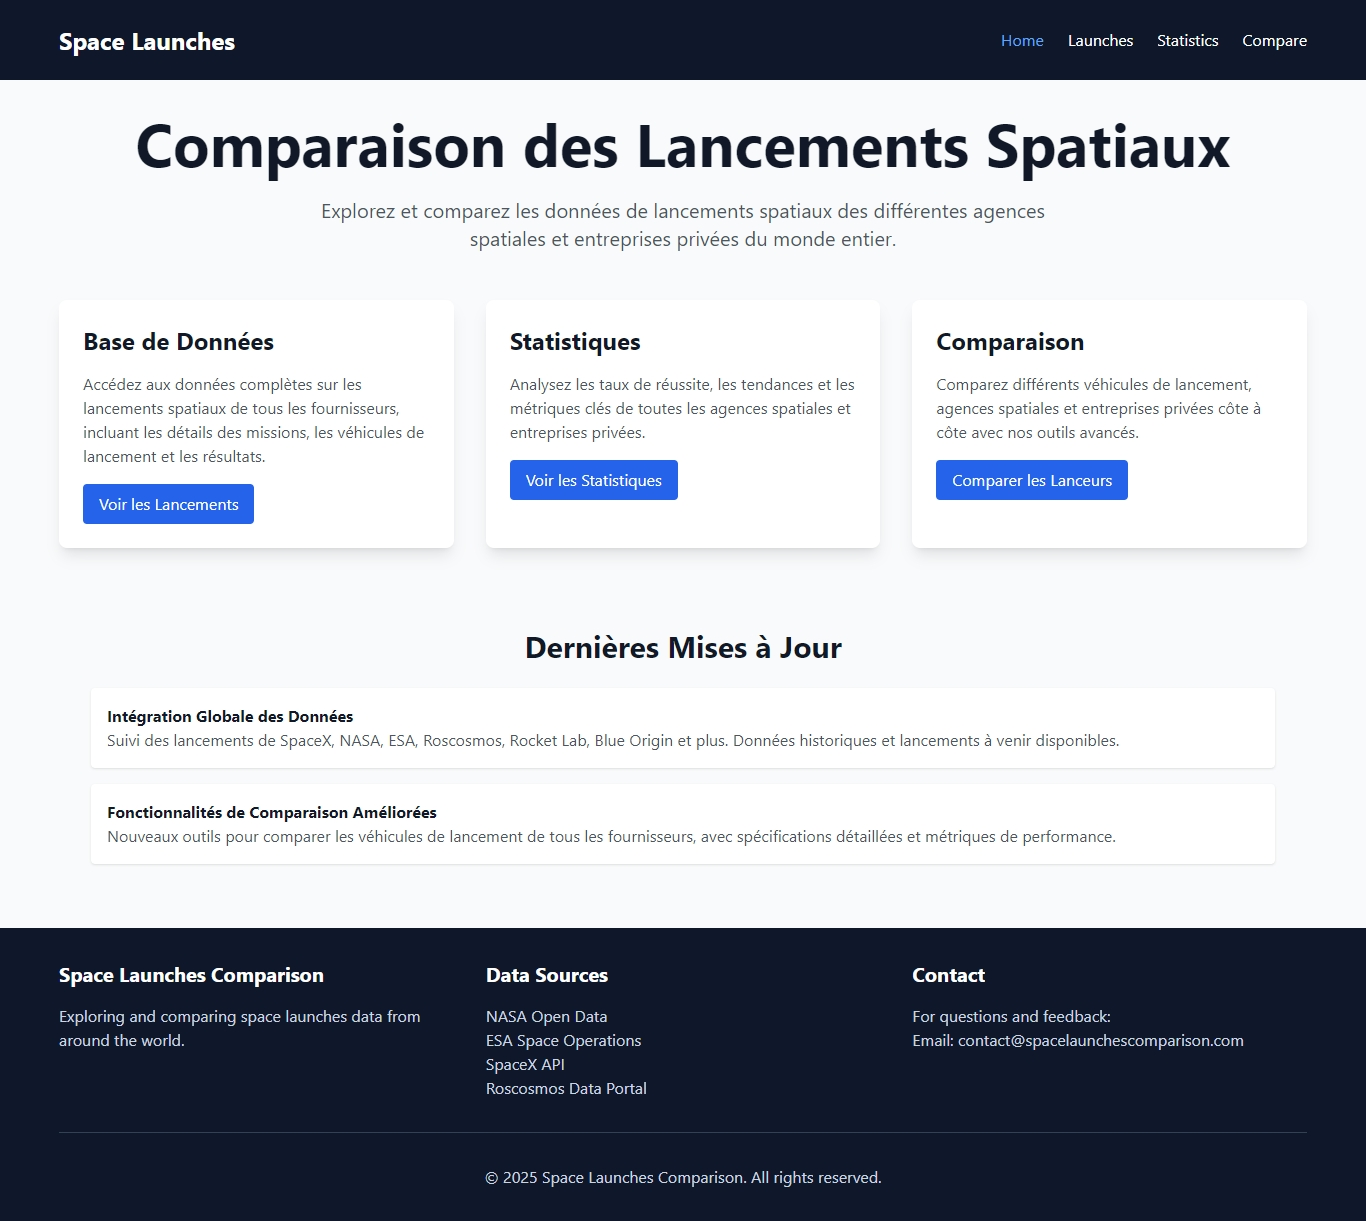 Space Launches
Home Launches Statistics Compare
Comparaison des Lancements Spatiaux
Explorez et comparez les données de lancements spatiaux des différentes agences
spatiales et entreprises privées du monde entier.
Base de Données
Accédez aux données complètes sur les
lancements spatiaux de tous les fournisseurs,
incluant les détails des missions, les véhicules de
lancement et les résultats.
Voir les Lancements
Statistiques
Analysez les taux de réussite, les tendances et les
métriques clés de toutes les agences spatiales et
entreprises privées.
Voir les Statistiques
Comparaison
Comparez différents véhicules de lancement,
agences spatiales et entreprises privées côte à
côte avec nos outils avancés.
Comparer les Lanceurs
Dernières Mises à Jour
Intégration Globale des Données
Suivi des lancements de SpaceX, NASA, ESA, Roscosmos, Rocket Lab, Blue Origin et plus. Données historiques et lancements à venir disponibles.
Fonctionnalités de Comparaison Améliorées
Nouveaux outils pour comparer les véhicules de lancement de tous les fournisseurs, avec spécifications détaillées et métriques de performance.
Space Launches Comparison
Exploring and comparing space launches data from
around the world.
Data Sources
NASA Open Data
ESA Space Operations
SpaceX API
Roscosmos Data Portal
Contact
For questions and feedback:
Email: contact@spacelaunchescomparison.com
© 2025 Space Launches Comparison. All rights reserved.